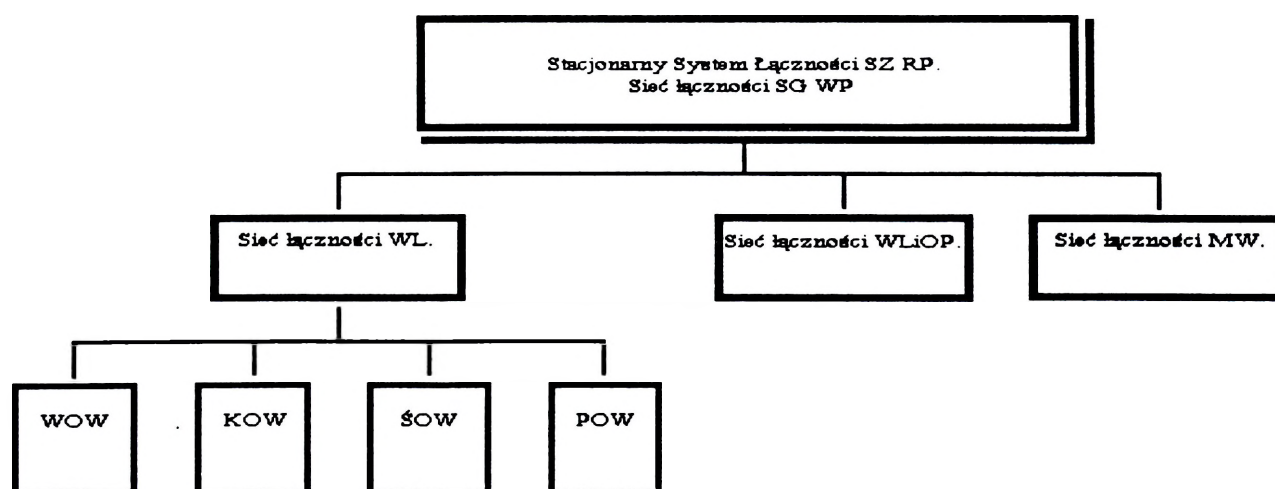 Stacjonarny System Łączności SZ RP.
Sieć łączności SG WP
Sieć łączności WL.
Sieć łączności WLiOP.
Sieć łączności MW.
WOW
KOW
ŚOW
POW